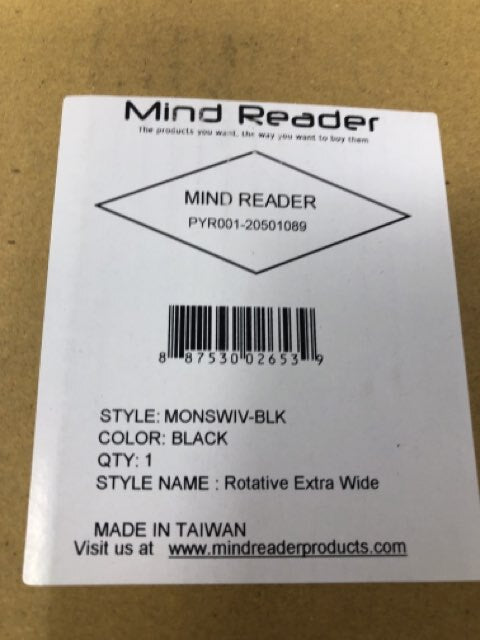 Mind Reader
The products you want, the way you want to buy them
MIND READER
PYR001-20501089
8 87530 02653 9
STYLE: MONSWIV-BLK
COLOR: BLACK
QTY: 1
STYLE NAME : Rotative Extra Wide
MADE IN TAIWAN
Visit us at www.mindreaderproducts.com